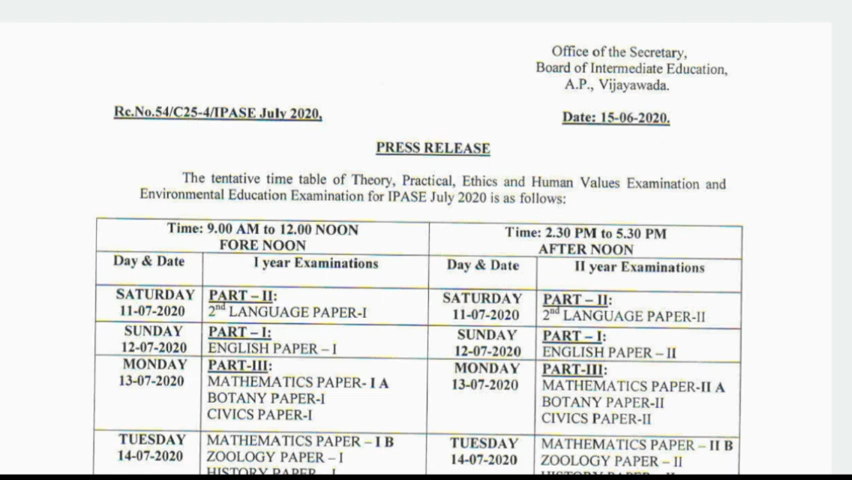 Office of the Secretary,
Board of Intermediate Education,
A.P., Vijayawada.
Rc.No.54/C25-4/IPASE July 2020,
Date: 15-06-2020.
PRESS RELEASE
The tentative time table of Theory, Practical, Ethics and Human Values Examination and
Environmental Education Examination for IPASE July 2020 is as follows:
Time: 9.00 AM to 12.00 NOON
FORE NOON
Time: 2.30 PM to 5.30 PM
AFTER NOON
Day & Date
I year Examinations
Day & Date
II year Examinations
SATURDAY
11-07-2020
PART – II:
2nd LANGUAGE PAPER-I
SATURDAY
11-07-2020
PART – II:
2nd LANGUAGE PAPER-II
SUNDAY
12-07-2020
PART – I:
ENGLISH PAPER – I
SUNDAY
12-07-2020
PART – I:
ENGLISH PAPER – II
MONDAY
13-07-2020
PART-III:
MATHEMATICS PAPER- I A
BOTANY PAPER-I
CIVICS PAPER-I
MONDAY
13-07-2020
PART-III:
MATHEMATICS PAPER-II A
BOTANY PAPER-II
CIVICS PAPER-II
TUESDAY
14-07-2020
MATHEMATICS PAPER – I B
ZOOLOGY PAPER – I
HISTORY PAPER – I
TUESDAY
14-07-2020
MATHEMATICS PAPER – II B
ZOOLOGY PAPER – II